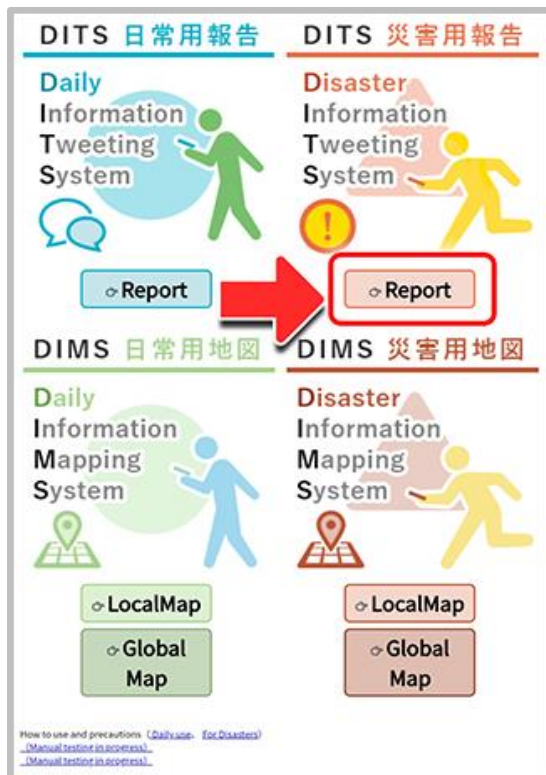 DITS 日常用報告
Daily
Information
Tweeting
System
Report
DITS 災害用報告
Disaster
Information
Tweeting
System
!
Report
DIMS 日常用地図
Daily
Information
Mapping
System
LocalMap
Global
Map
DIMS 災害用地図
Disaster
Information
Mapping
System
LocalMap
Global
Map
How to use and precautions（Daily use、 For Disasters）
（Manual testing in progress）
（Manual testing in progress）